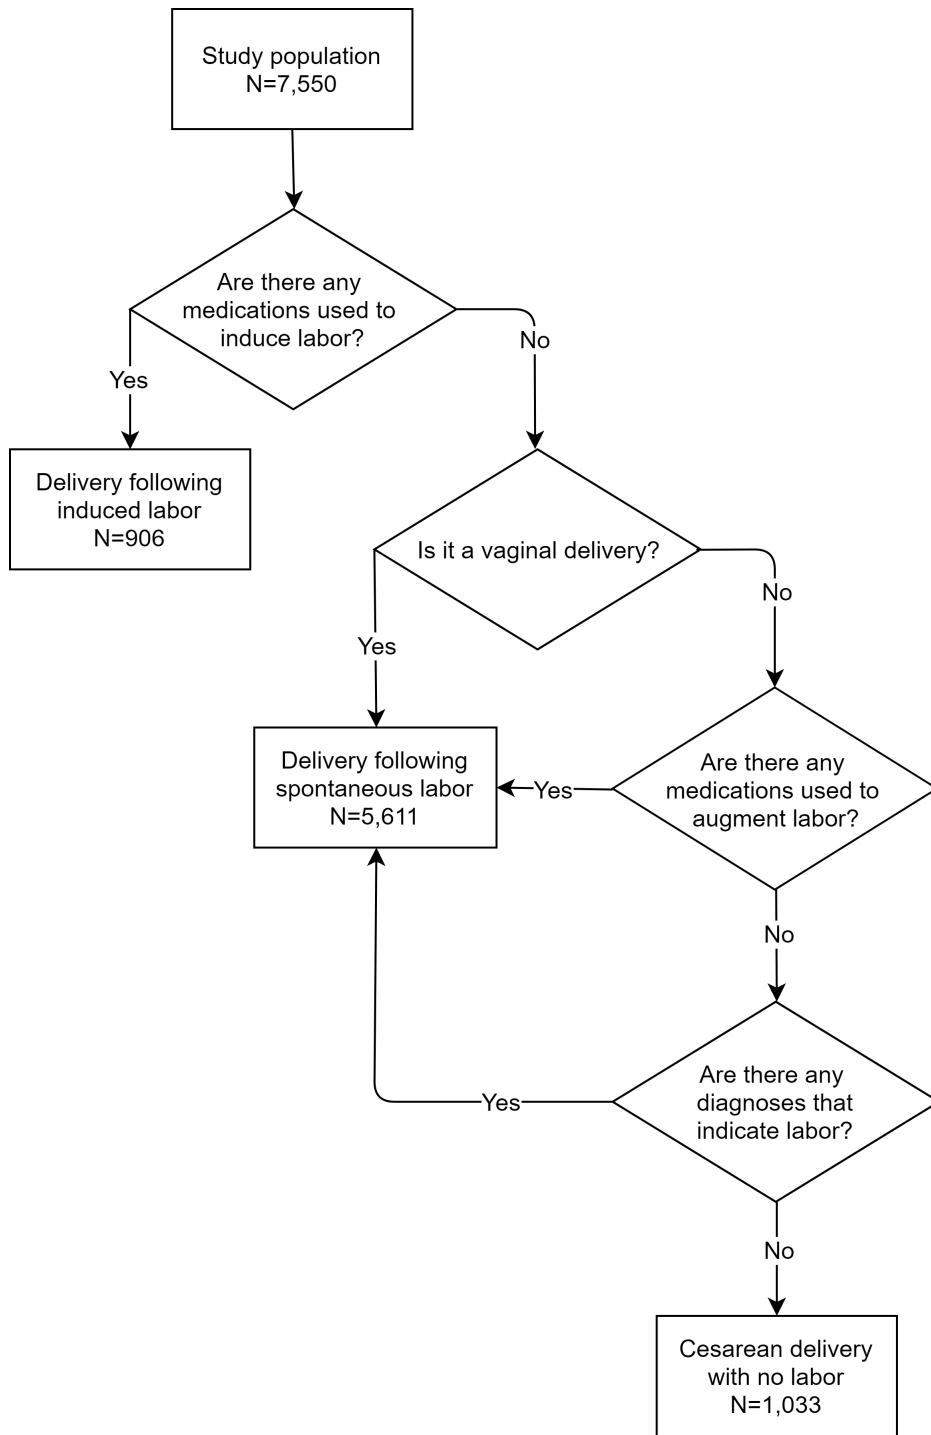 Study population
N=7,550
Are there any
medications used to
induce labor?
Yes
No
Delivery following
induced labor
N=906
Is it a vaginal delivery?
Yes
No
Delivery following
spontaneous labor
N=5,611
Yes
Are there any
medications used to
augment labor?
No
Are there any
diagnoses that
indicate labor?
Yes
No
Cesarean delivery
with no labor
N=1,033